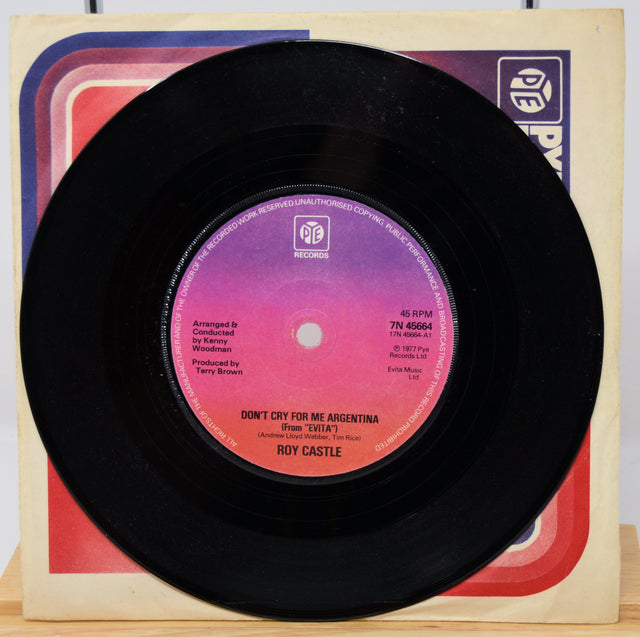 PYE
PYE
ALL RIGHTS OF THE MANUFACTURER AND OF THE OWNER OF THE RECORDED WORK RESERVED UNAUTHORISED COPYING, PUBLIC PERFORMANCE AND BROADCASTING OF THIS RECORD PROHIBITED
PYE
RECORDS
45 RPM
7N 45664
17N 45664-A1
℗ 1977 Pye
Records Ltd
Evita Music
Ltd
Arranged &
Conducted
by Kenny
Woodman
Produced by
Terry Brown
DON'T CRY FOR ME ARGENTINA
(From "EVITA")
(Andrew Lloyd Webber, Tim Rice)
ROY CASTLE